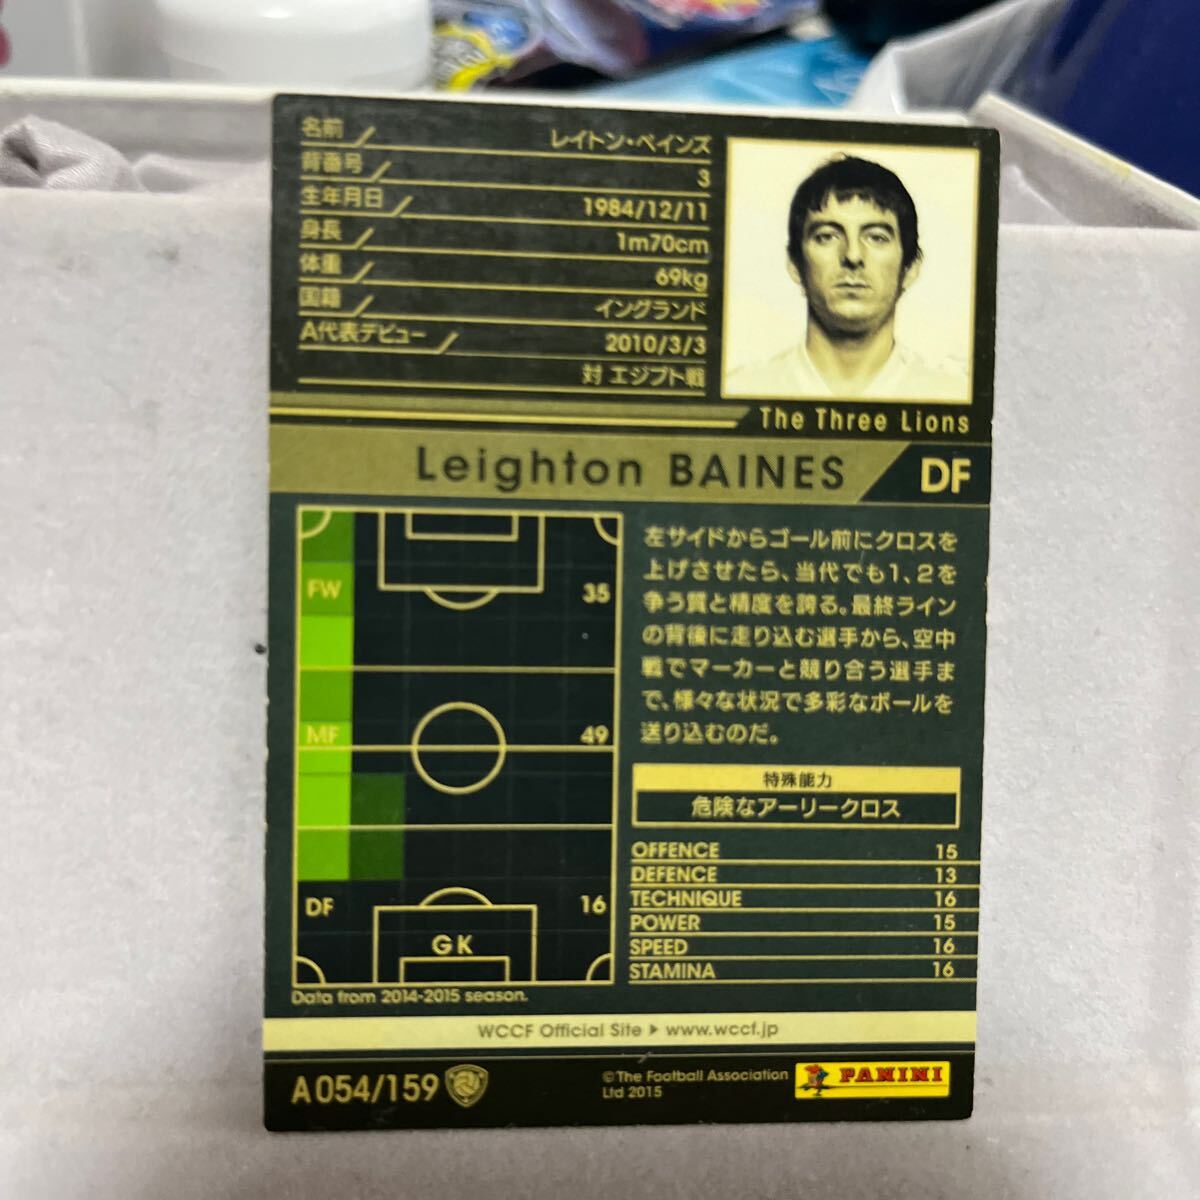 名前 レイトン・ベインズ
背番号 3
生年月日 1984/12/11
身長 1m70cm
体重 69kg
国籍 イングランド
A代表デビュー 2010/3/3
対 エジプト戦
The Three Lions
Leighton BAINES DF
FW 35
MF 49
DF 16
GK
Data from 2014-2015 season.
左サイドからゴール前にクロスを
上げさせたら、当代でも1、2を
争う質と精度を誇る。最終ライン
の背後に走り込む選手から、空中
戦でマーカーと競り合う選手ま
で、様々な状況で多彩なボールを
送り込むのだ。
特殊能力
危険なアーリークロス
OFFENCE 15
DEFENCE 13
TECHNIQUE 16
POWER 15
SPEED 16
STAMINA 16
WCCF Official Site ▶ www.wccf.jp
A054/159
©The Football Association
Ltd 2015
PANINI